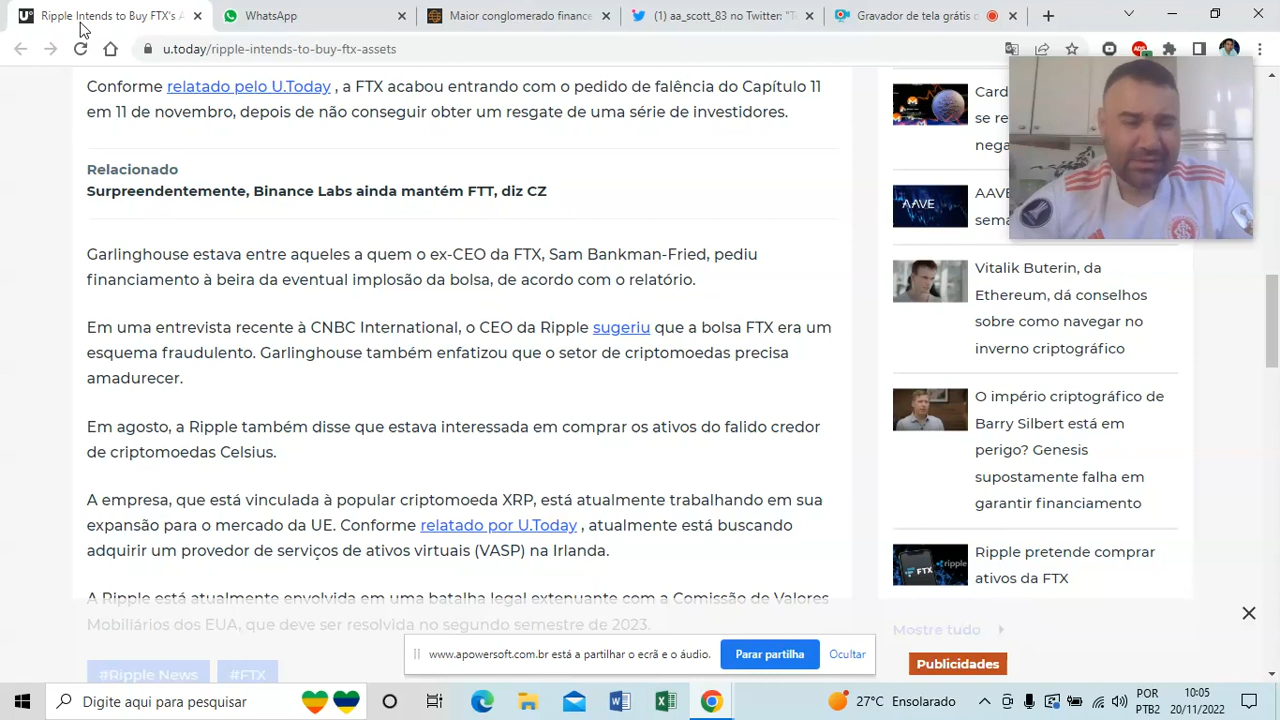 Ripple Intends to Buy FTX's A
WhatsApp
Maior conglomerado finance
(1) aa_scott_83 no Twitter: "T
Gravador de tela grátis o
u.today/ripple-intends-to-buy-ftx-assets
Conforme relatado pelo U.Today , a FTX acabou entrando com o pedido de falência do Capítulo 11
em 11 de novembro, depois de não conseguir obter um resgate de uma série de investidores.
Relacionado
Surpreendentemente, Binance Labs ainda mantém FTT, diz CZ
Garlinghouse estava entre aqueles a quem o ex-CEO da FTX, Sam Bankman-Fried, pediu
financiamento à beira da eventual implosão da bolsa, de acordo com o relatório.
Em uma entrevista recente à CNBC International, o CEO da Ripple sugeriu que a bolsa FTX era um
esquema fraudulento. Garlinghouse também enfatizou que o setor de criptomoedas precisa
amadurecer.
Em agosto, a Ripple também disse que estava interessada em comprar os ativos do falido credor
de criptomoedas Celsius.
A empresa, que está vinculada à popular criptomoeda XRP, está atualmente trabalhando em sua
expansão para o mercado da UE. Conforme relatado por U.Today , atualmente está buscando
adquirir um provedor de serviços de ativos virtuais (VASP) na Irlanda.
A Ripple está atualmente envolvida em uma batalha legal extenuante com a Comissão de Valores
Mobiliários dos EUA, que deve ser resolvida no segundo semestre de 2023.
#Ripple News
#FTX
Card
se re
nega
AAVE
AAVE
sema
Vitalik Buterin, da
Ethereum, dá conselhos
sobre como navegar no
inverno criptográfico
O império criptográfico de
Barry Silbert está em
perigo? Genesis
supostamente falha em
garantir financiamento
FTX
ripple
Ripple pretende comprar
ativos da FTX
Mostre tudo
Publicidades
www.apowersoft.com.br está a partilhar o ecrã e o áudio.
Parar partilha
Ocultar
Digite aqui para pesquisar
27°C Ensolarado
POR
PTB2
10:05
20/11/2022